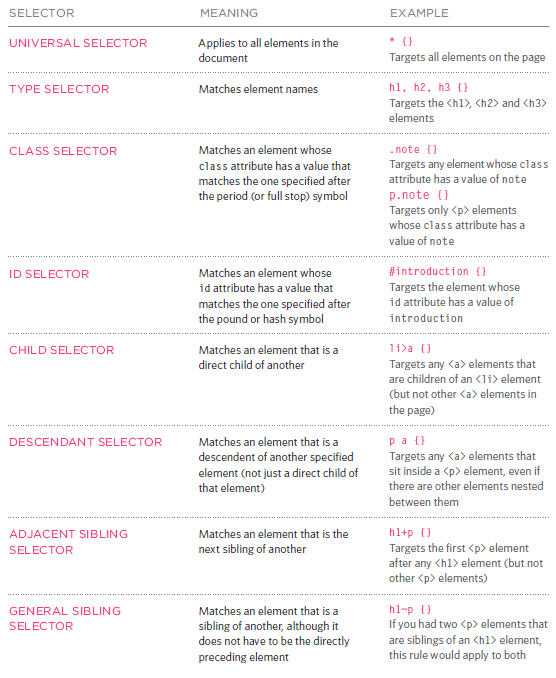 SELECTOR MEANING EXAMPLE
UNIVERSAL SELECTOR
Applies to all elements in the
document
* {}
Targets all elements on the page
TYPE SELECTOR
Matches element names
h1, h2, h3 {}
Targets the <h1>, <h2> and <h3>
elements
CLASS SELECTOR
Matches an element whose
class attribute has a value that
matches the one specified after
the period (or full stop) symbol
.note {}
Targets any element whose class
attribute has a value of note
p.note {}
Targets only <p> elements
whose class attribute has a
value of note
ID SELECTOR
Matches an element whose
id attribute has a value that
matches the one specified after
the pound or hash symbol
#introduction {}
Targets the element whose
id attribute has a value of
introduction
CHILD SELECTOR
Matches an element that is a
direct child of another
li>a {}
Targets any <a> elements that
are children of an <li> element
(but not other <a> elements in
the page)
DESCENDANT SELECTOR
Matches an element that is a
descendent of another specified
element (not just a direct child of
that element)
p a {}
Targets any <a> elements that
sit inside a <p> element, even if
there are other elements nested
between them
ADJACENT SIBLING
SELECTOR
Matches an element that is the
next sibling of another
h1+p {}
Targets the first <p> element
after any <h1> element (but not
other <p> elements)
GENERAL SIBLING
SELECTOR
Matches an element that is a
sibling of another, although it
does not have to be the directly
preceding element
h1~p {}
If you had two <p> elements that
are siblings of an <h1> element,
this rule would apply to both